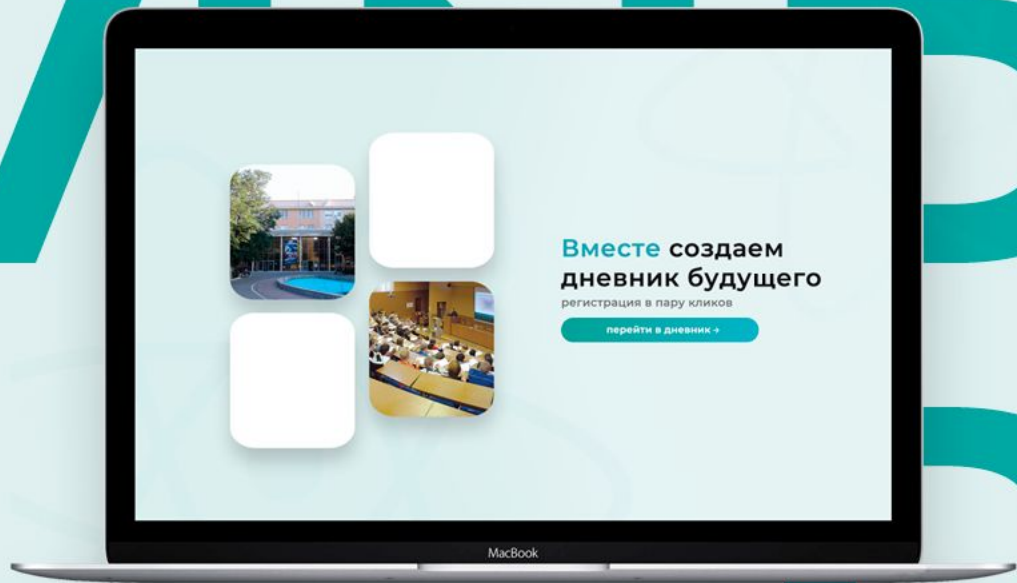 Вместе создаем
дневник будущего
регистрация в пару кликов
перейти в дневник →
MacBook